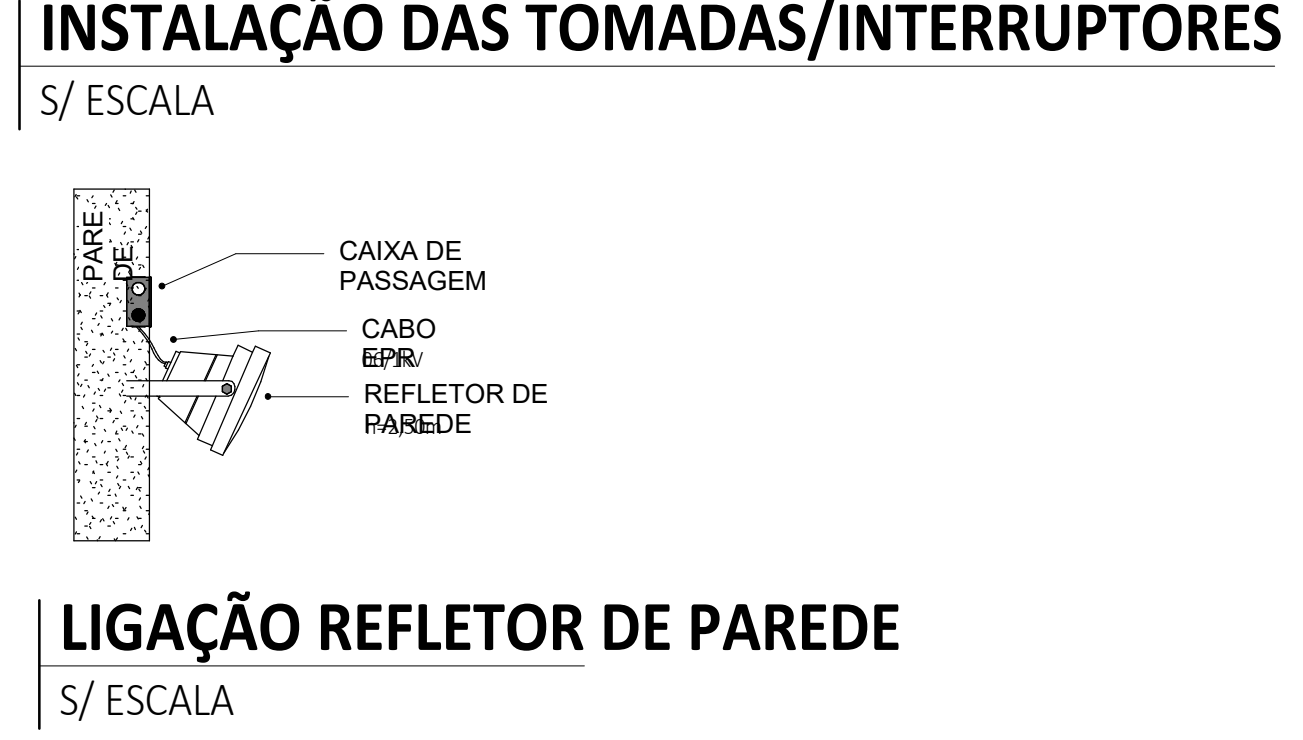 INSTALAÇÃO DAS TOMADAS/INTERRUPTORES
S/ ESCALA
PARE
DE
CAIXA DE
PASSAGEM
CABO
EPR
REFLETOR DE
PAREDE
LIGAÇÃO REFLETOR DE PAREDE
S/ ESCALA